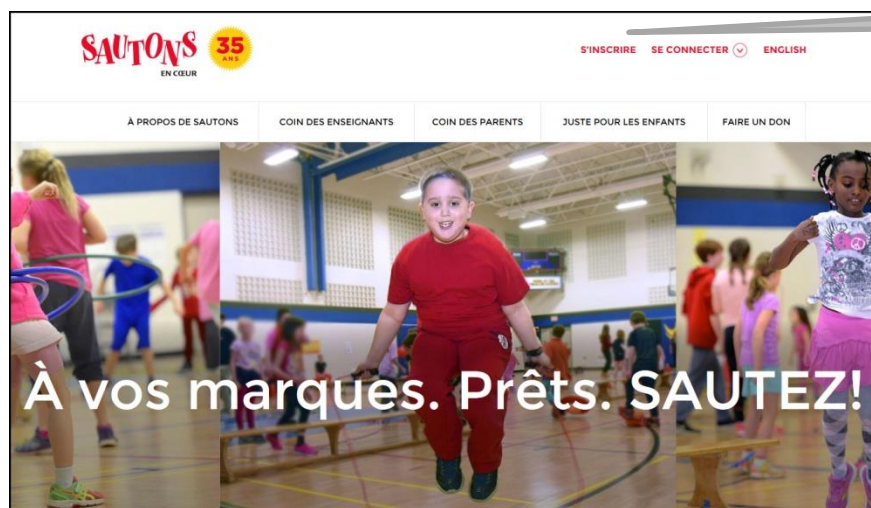 SAUTONS
EN CŒUR
35
ANS
S'INSCRIRE SE CONNECTER ENGLISH
À PROPOS DE SAUTONS COIN DES ENSEIGNANTS COIN DES PARENTS JUSTE POUR LES ENFANTS FAIRE UN DON
À vos marques. Prêts. SAUTEZ!